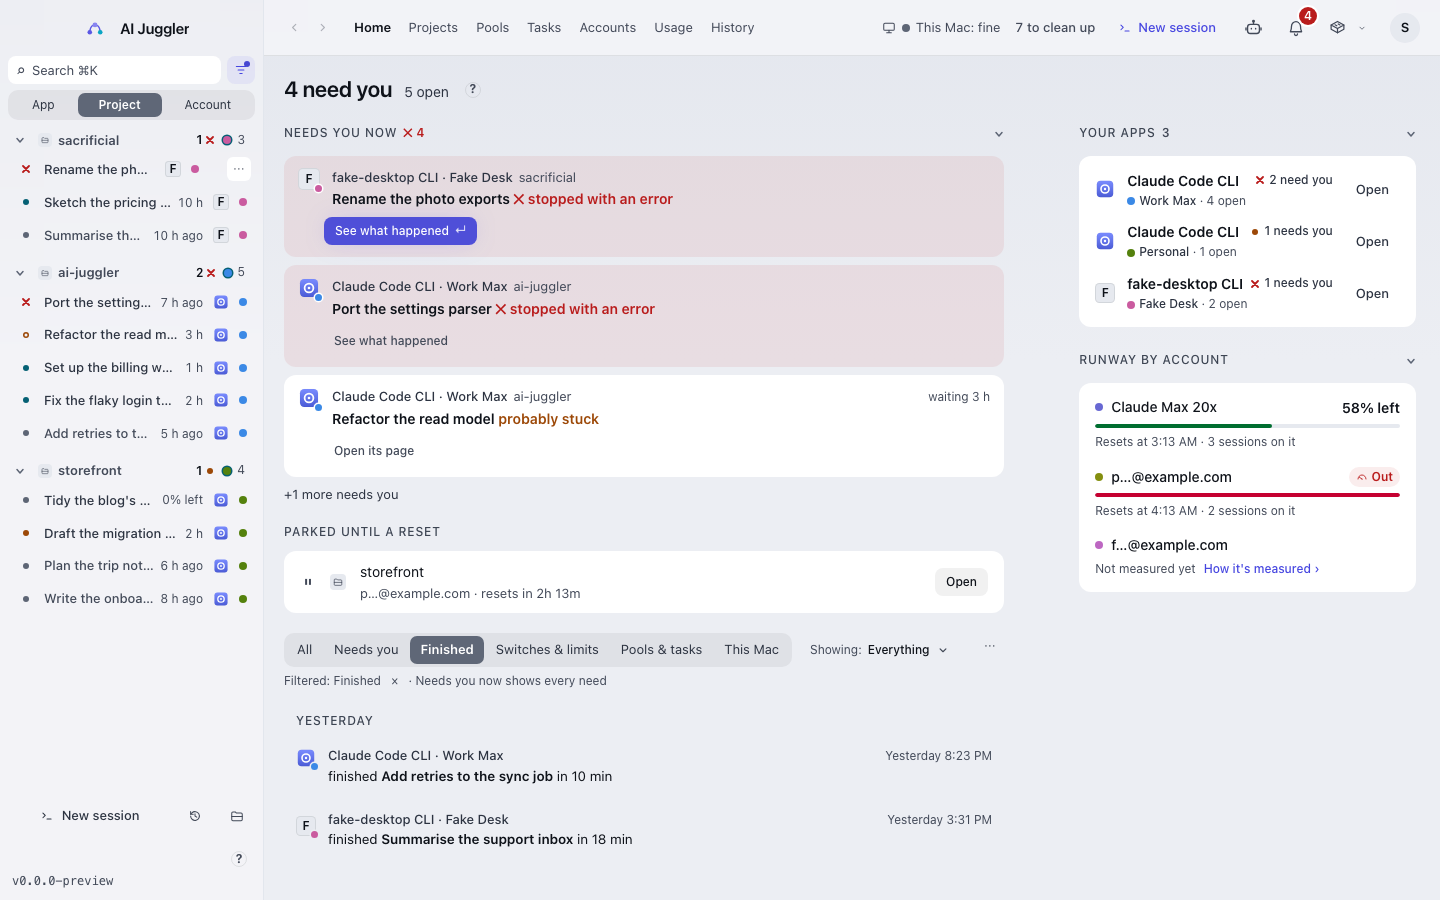 AI Juggler
Search ⌘K
App Project Account
sacrificial 1 3
Rename the ph... F ...
Sketch the pricing ... 10 h F
Summarise th... 10 h ago F
ai-juggler 2 5
Port the setting... 7 h ago
Refactor the read m... 3 h
Set up the billing w... 1 h
Fix the flaky login t... 2 h
Add retries to t... 5 h ago
storefront 1 4
Tidy the blog's ... 0% left
Draft the migration ... 2 h
Plan the trip not... 6 h ago
Write the onboa... 8 h ago
New session
?
v0.0.0-preview
Home Projects Pools Tasks Accounts Usage History
This Mac: fine 7 to clean up New session 4 S
4 need you 5 open ?
NEEDS YOU NOW 4
F fake-desktop CLI · Fake Desk sacrificial
Rename the photo exports stopped with an error
See what happened
Claude Code CLI · Work Max ai-juggler
Port the settings parser stopped with an error
See what happened
Claude Code CLI · Work Max ai-juggler waiting 3 h
Refactor the read model probably stuck
Open its page
+1 more needs you
PARKED UNTIL A RESET
storefront
p...@example.com · resets in 2h 13m
Open
All Needs you Finished Switches & limits Pools & tasks This Mac Showing: Everything ...
Filtered: Finished × · Needs you now shows every need
YESTERDAY
Claude Code CLI · Work Max Yesterday 8:23 PM
finished Add retries to the sync job in 10 min
F fake-desktop CLI · Fake Desk Yesterday 3:31 PM
finished Summarise the support inbox in 18 min
YOUR APPS 3
Claude Code CLI 2 need you
Work Max · 4 open
Open
Claude Code CLI 1 needs you
Personal · 1 open
Open
F fake-desktop CLI 1 needs you
Fake Desk · 2 open
Open
RUNWAY BY ACCOUNT
Claude Max 20x 58% left
Resets at 3:13 AM · 3 sessions on it
p...@example.com Out
Resets at 4:13 AM · 2 sessions on it
f...@example.com
Not measured yet How it's measured ›